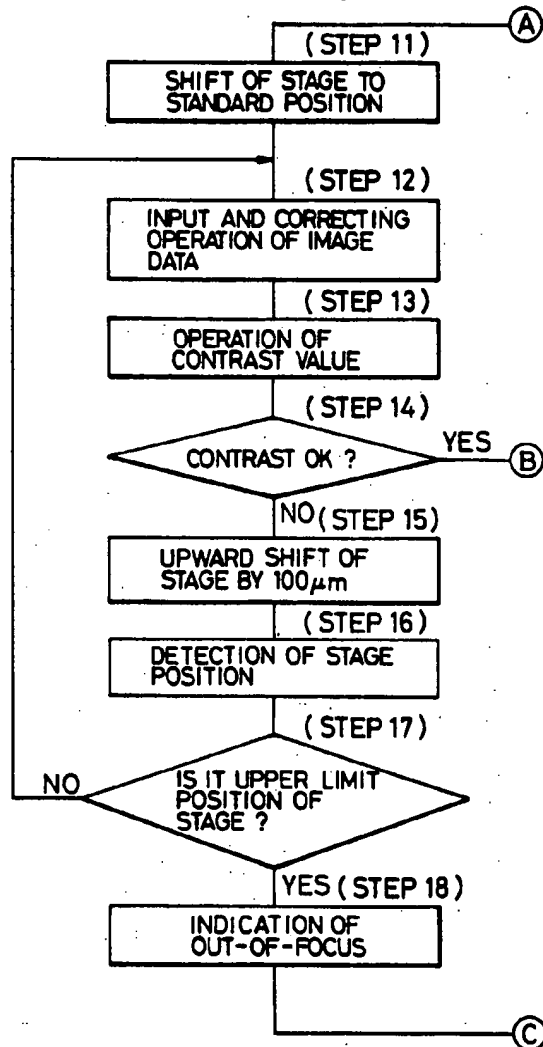 A
(STEP 11)
SHIFT OF STAGE TO
STANDARD POSITION
(STEP 12)
INPUT AND CORRECTING
OPERATION OF IMAGE
DATA
(STEP 13)
OPERATION OF
CONTRAST VALUE
(STEP 14)
CONTRAST OK ?
YES
B
NO (STEP 15)
UPWARD SHIFT OF
STAGE BY 100μm
(STEP 16)
DETECTION OF STAGE
POSITION
(STEP 17)
NO
IS IT UPPER LIMIT
POSITION OF
STAGE ?
YES (STEP 18)
INDICATION OF
OUT-OF-FOCUS
C